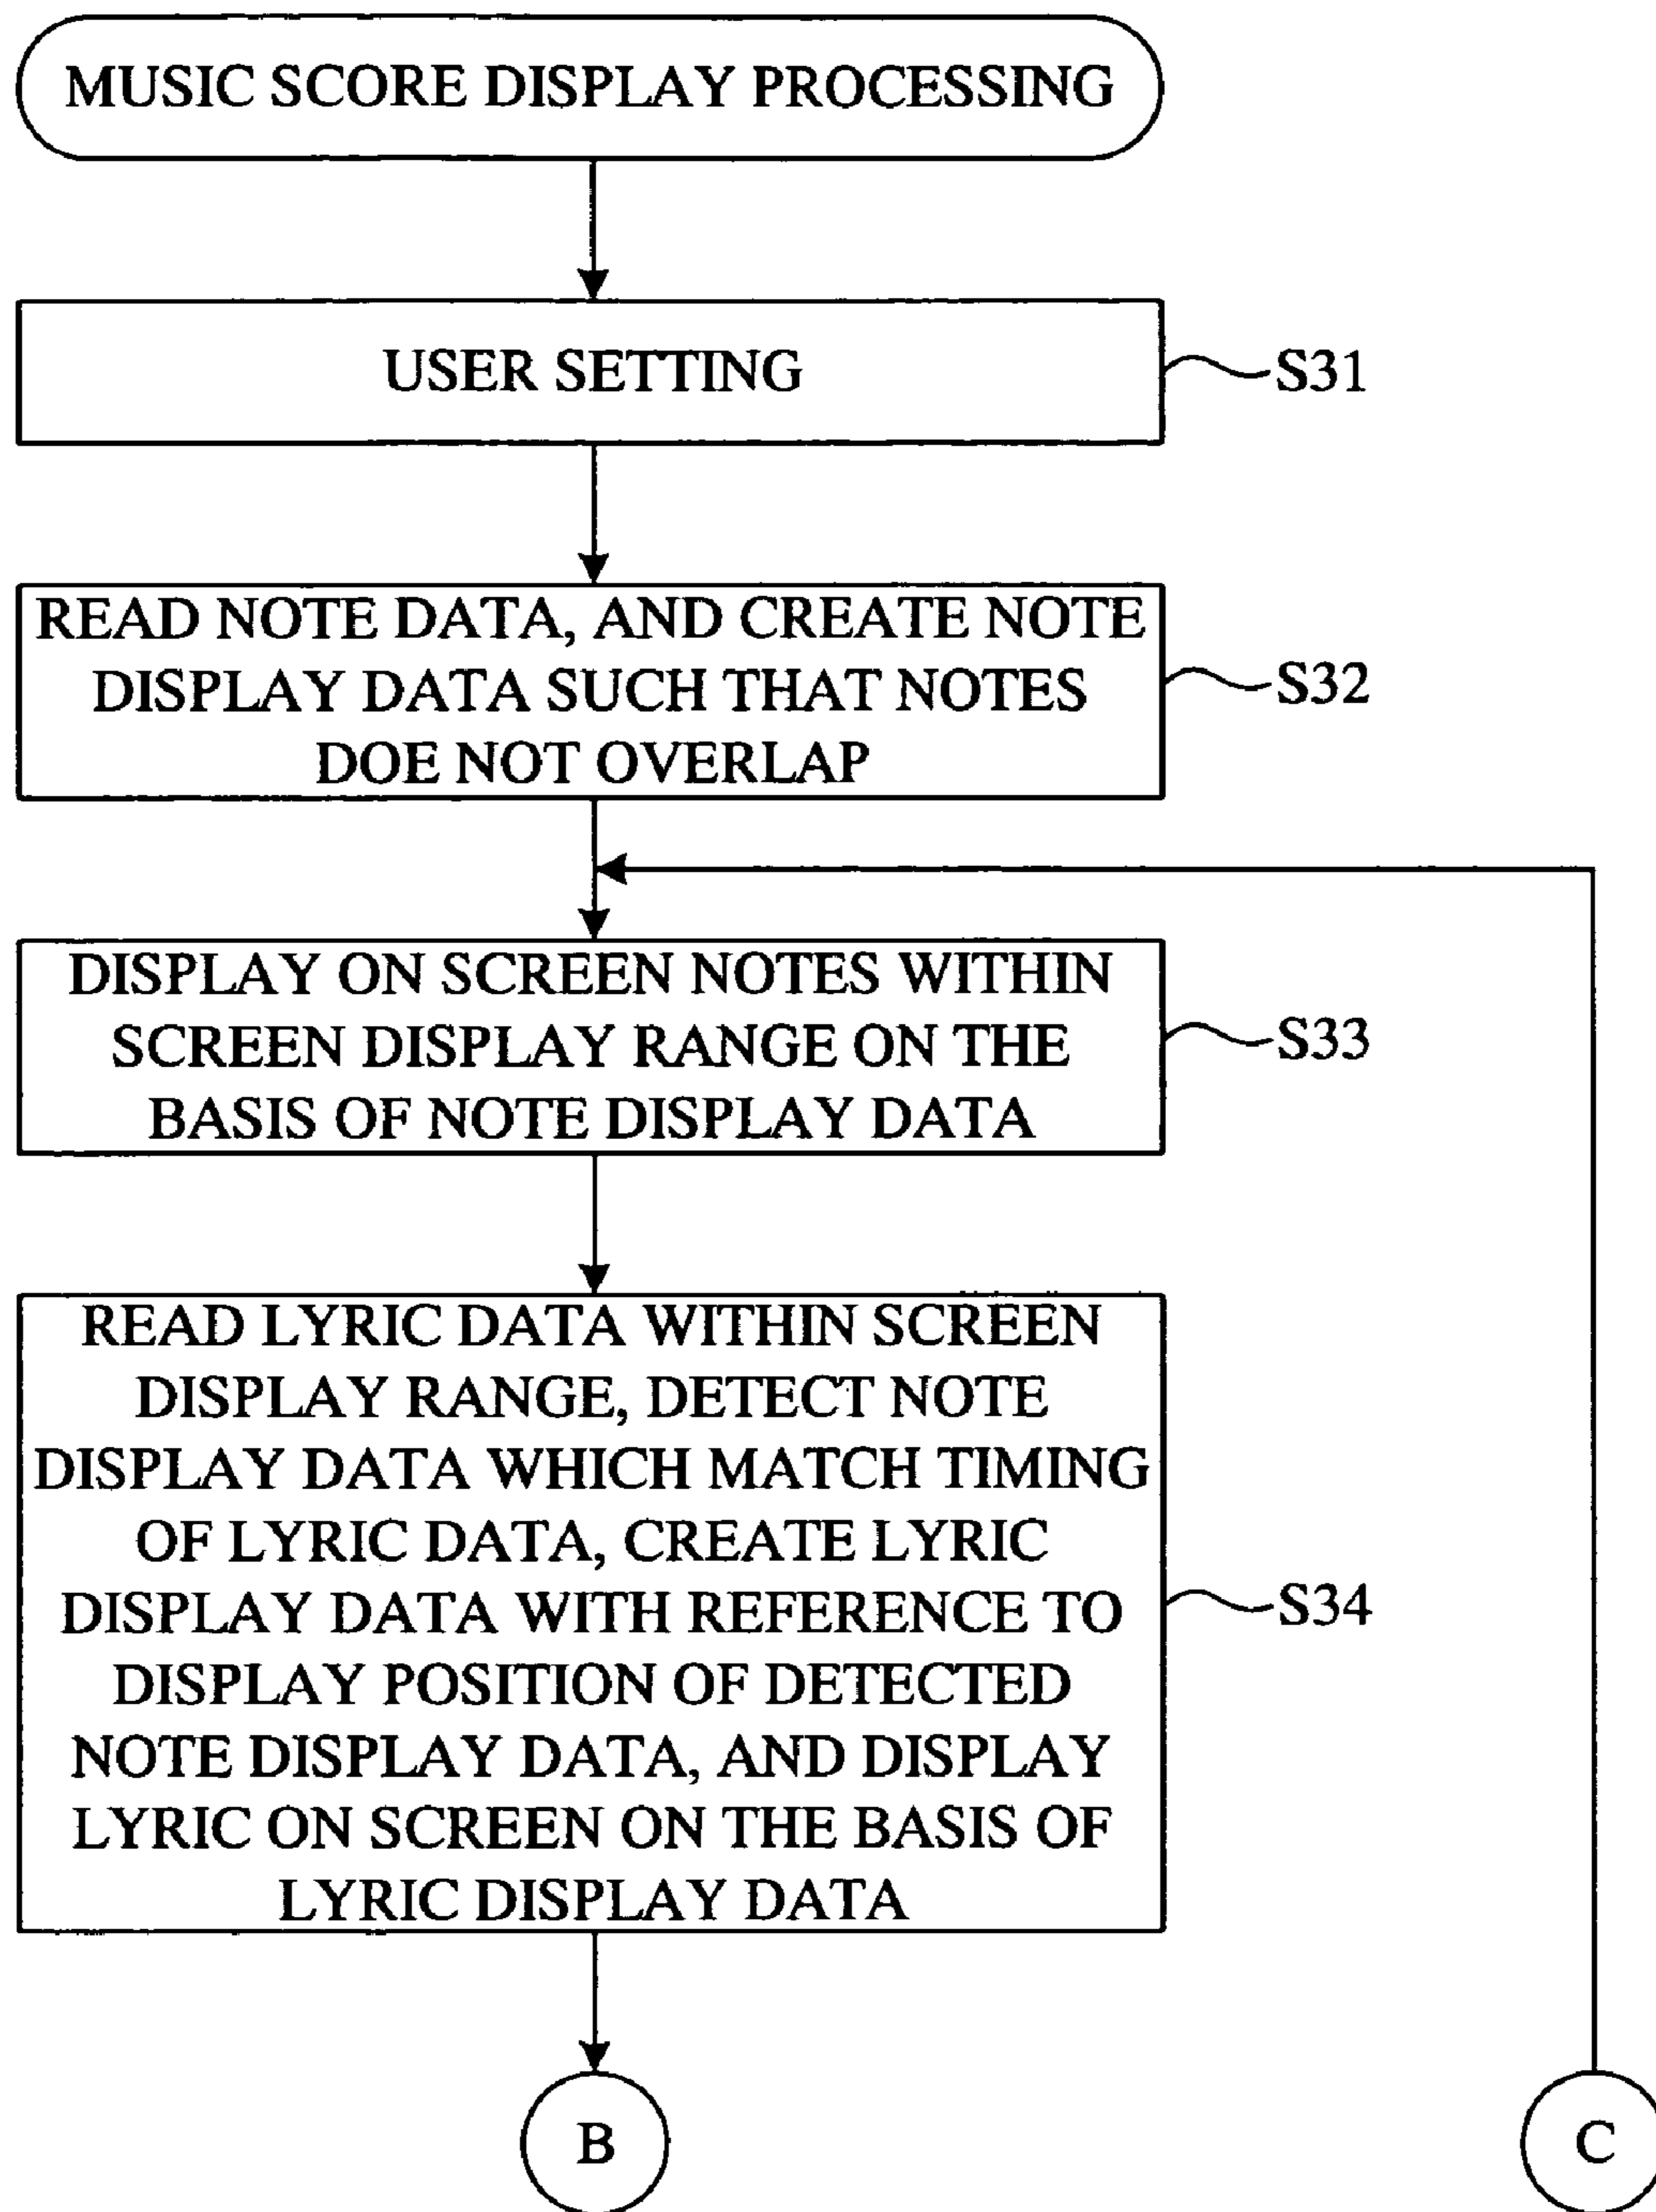 MUSIC SCORE DISPLAY PROCESSING
USER SETTING
S31
READ NOTE DATA, AND CREATE NOTE
DISPLAY DATA SUCH THAT NOTES
DOE NOT OVERLAP
S32
DISPLAY ON SCREEN NOTES WITHIN
SCREEN DISPLAY RANGE ON THE
BASIS OF NOTE DISPLAY DATA
S33
READ LYRIC DATA WITHIN SCREEN
DISPLAY RANGE, DETECT NOTE
DISPLAY DATA WHICH MATCH TIMING
OF LYRIC DATA, CREATE LYRIC
DISPLAY DATA WITH REFERENCE TO
DISPLAY POSITION OF DETECTED
NOTE DISPLAY DATA, AND DISPLAY
LYRIC ON SCREEN ON THE BASIS OF
LYRIC DISPLAY DATA
S34
B
C